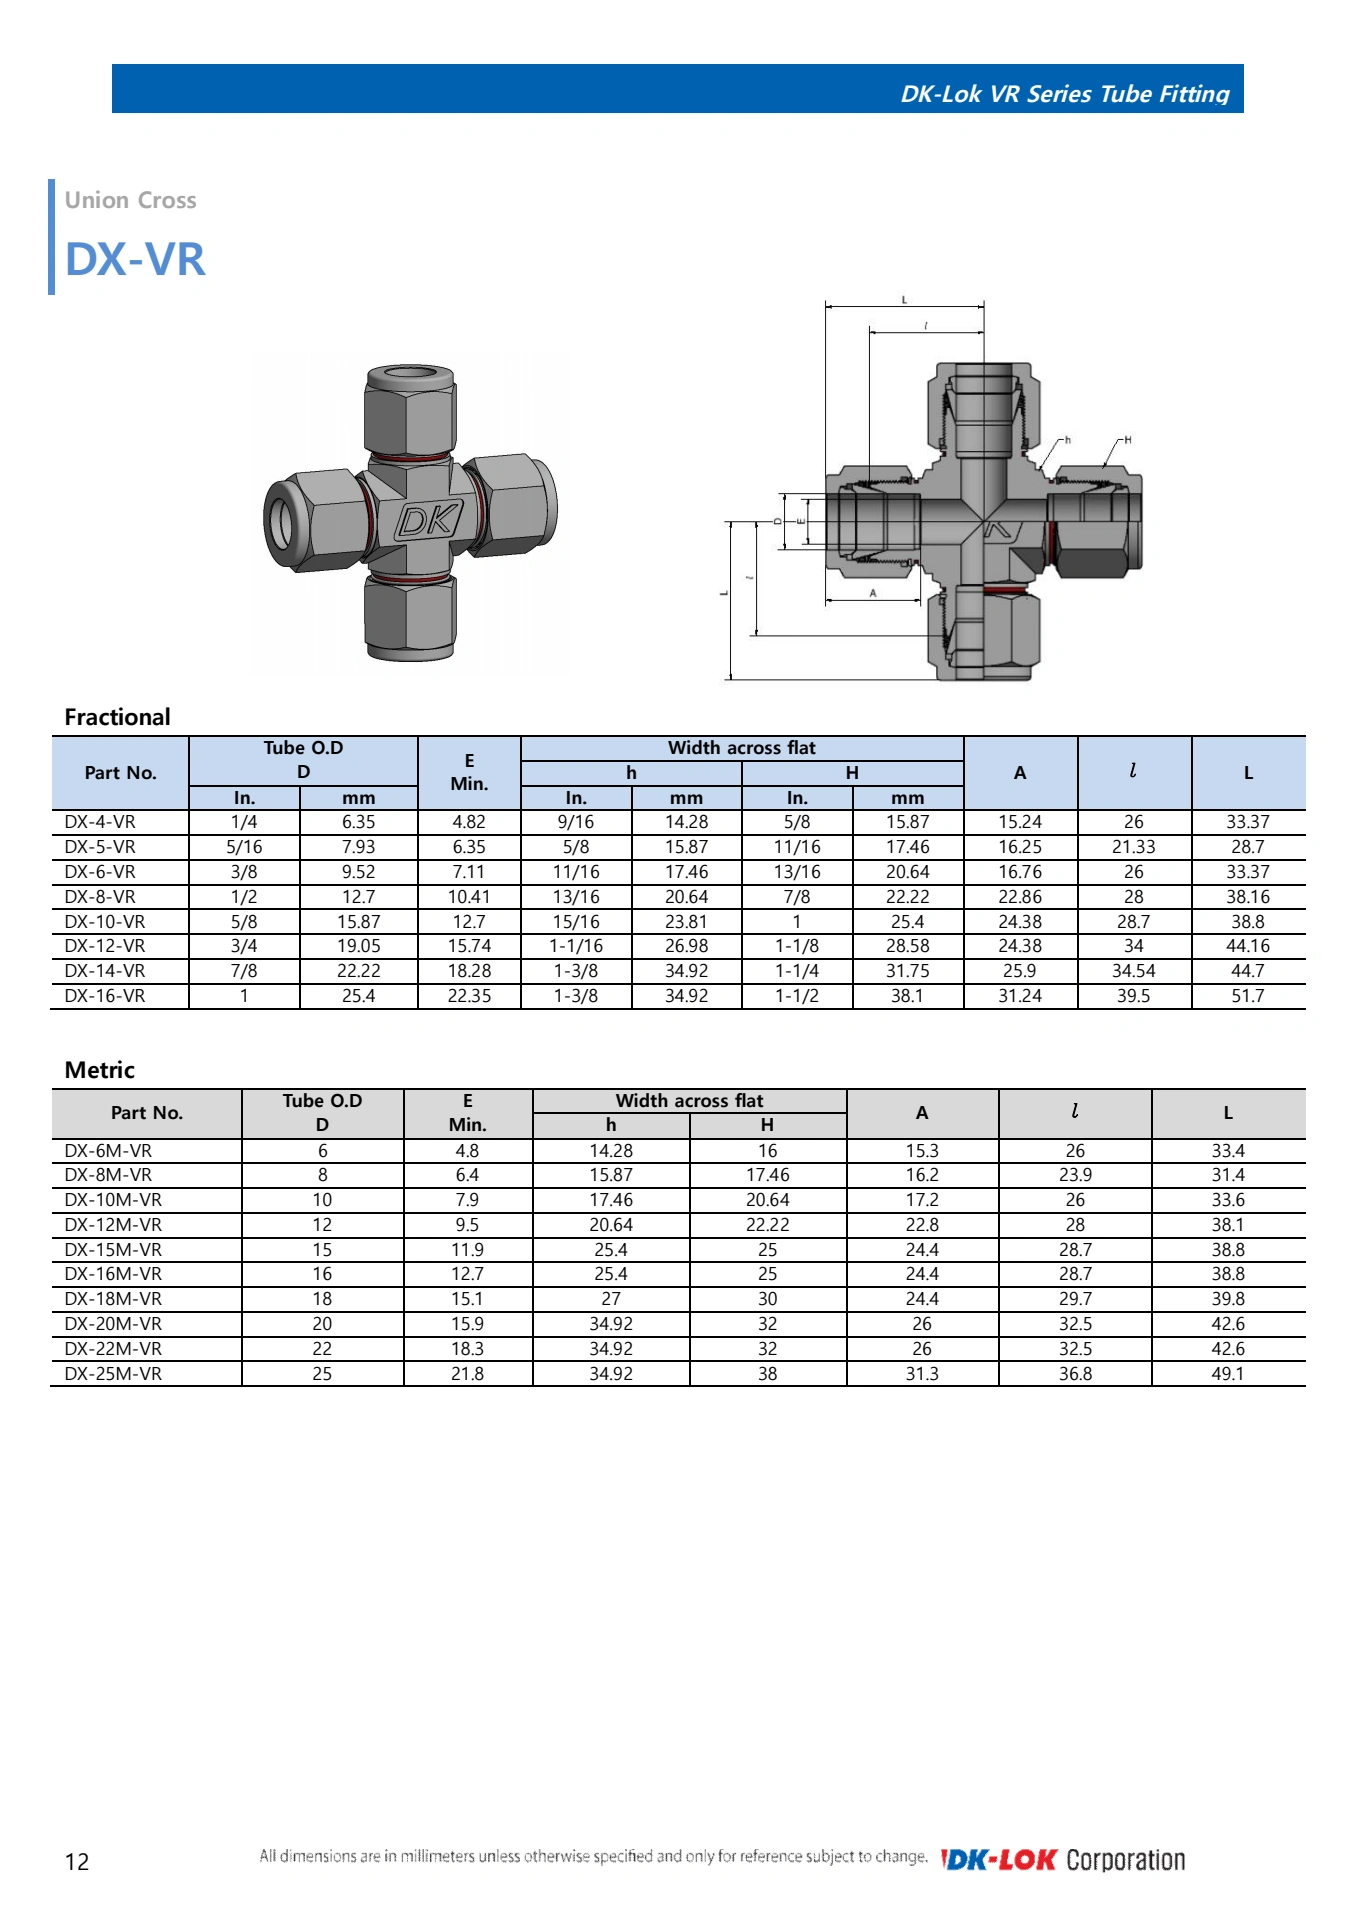 DK-Lok VR Series Tube Fitting
Union Cross
DX-VR
DK
L
l
h
H
D
E
L
l
A
Fractional
Part No. Tube O.D D E Min. Width across flat A l L
h H
In. mm In. mm In. mm
DX-4-VR 1/4 6.35 4.82 9/16 14.28 5/8 15.87 15.24 26 33.37
DX-5-VR 5/16 7.93 6.35 5/8 15.87 11/16 17.46 16.25 21.33 28.7
DX-6-VR 3/8 9.52 7.11 11/16 17.46 13/16 20.64 16.76 26 33.37
DX-8-VR 1/2 12.7 10.41 13/16 20.64 7/8 22.22 22.86 28 38.16
DX-10-VR 5/8 15.87 12.7 15/16 23.81 1 25.4 24.38 28.7 38.8
DX-12-VR 3/4 19.05 15.74 1-1/16 26.98 1-1/8 28.58 24.38 34 44.16
DX-14-VR 7/8 22.22 18.28 1-3/8 34.92 1-1/4 31.75 25.9 34.54 44.7
DX-16-VR 1 25.4 22.35 1-3/8 34.92 1-1/2 38.1 31.24 39.5 51.7
Metric
Part No. Tube O.D D E Min. Width across flat A l L
h H
DX-6M-VR 6 4.8 14.28 16 15.3 26 33.4
DX-8M-VR 8 6.4 15.87 17.46 16.2 23.9 31.4
DX-10M-VR 10 7.9 17.46 20.64 17.2 26 33.6
DX-12M-VR 12 9.5 20.64 22.22 22.8 28 38.1
DX-15M-VR 15 11.9 25.4 25 24.4 28.7 38.8
DX-16M-VR 16 12.7 25.4 25 24.4 28.7 38.8
DX-18M-VR 18 15.1 27 30 24.4 29.7 39.8
DX-20M-VR 20 15.9 34.92 32 26 32.5 42.6
DX-22M-VR 22 18.3 34.92 32 26 32.5 42.6
DX-25M-VR 25 21.8 34.92 38 31.3 36.8 49.1
12
All dimensions are in millimeters unless otherwise specified and only for reference subject to change.
DK-LOK Corporation